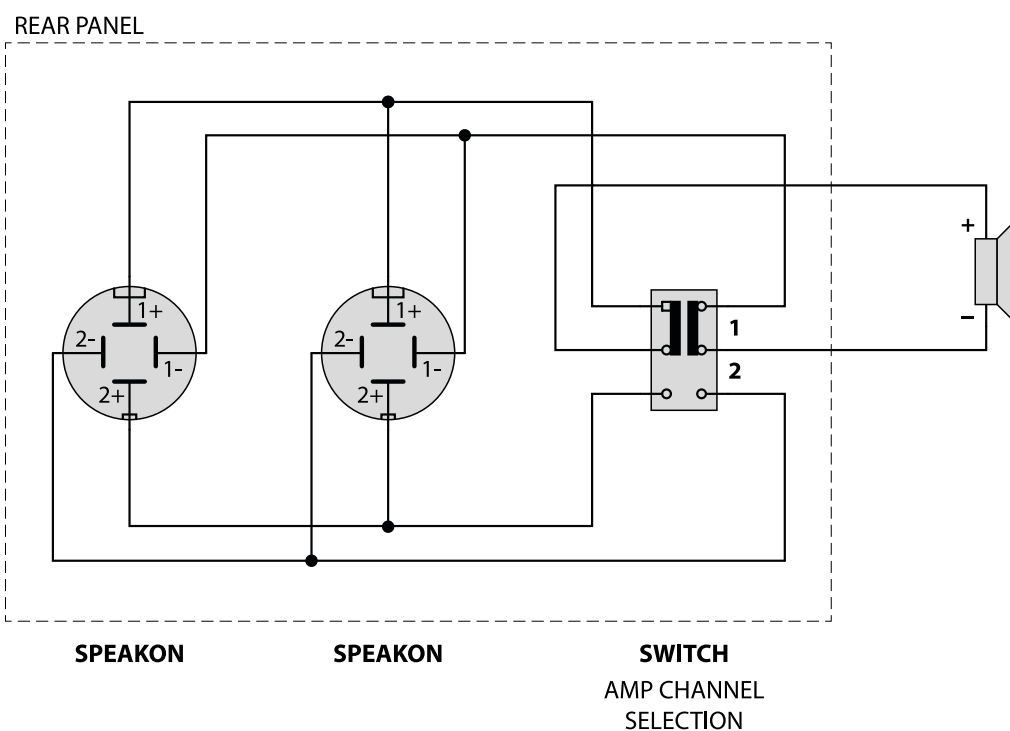 REAR PANEL
1+
2-
1-
2+
1+
2-
1-
2+
1
2
+
–
SPEAKON
SPEAKON
SWITCH
AMP CHANNEL
SELECTION